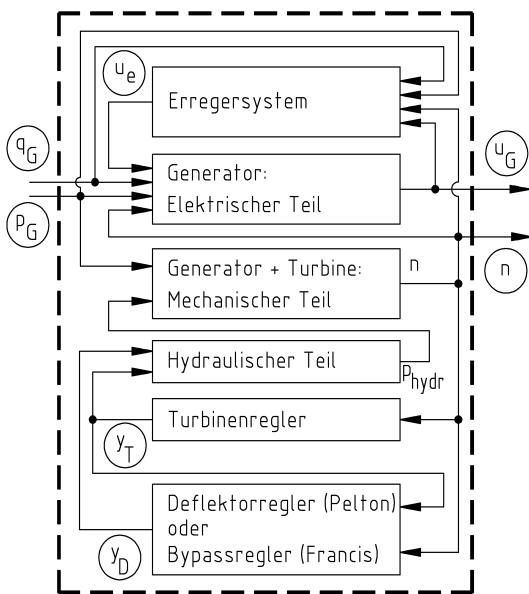 u_e
Erregersystem
q_G
u_G
Generator:
Elektrischer Teil
p_G
n
Generator + Turbine:
Mechanischer Teil
n
Hydraulischer Teil
p_hydr
Turbinenregler
y_T
Deflektorregler (Pelton)
oder
Bypassregler (Francis)
y_D